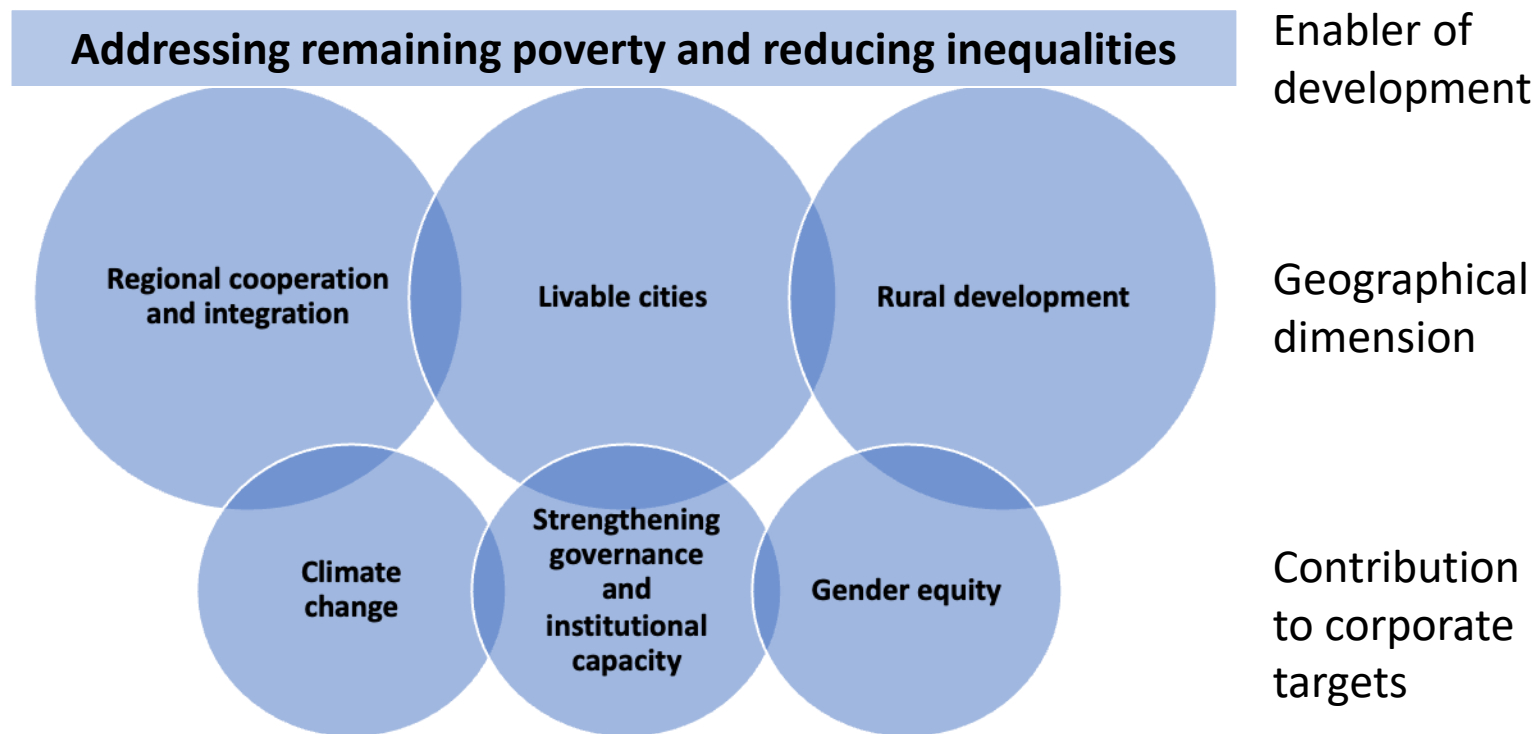 Addressing remaining poverty and reducing inequalities
Enabler of
development
Regional cooperation
and integration
Livable cities
Rural development
Geographical
dimension
Climate
change
Strengthening
governance
and
institutional
capacity
Gender equity
Contribution
to corporate
targets